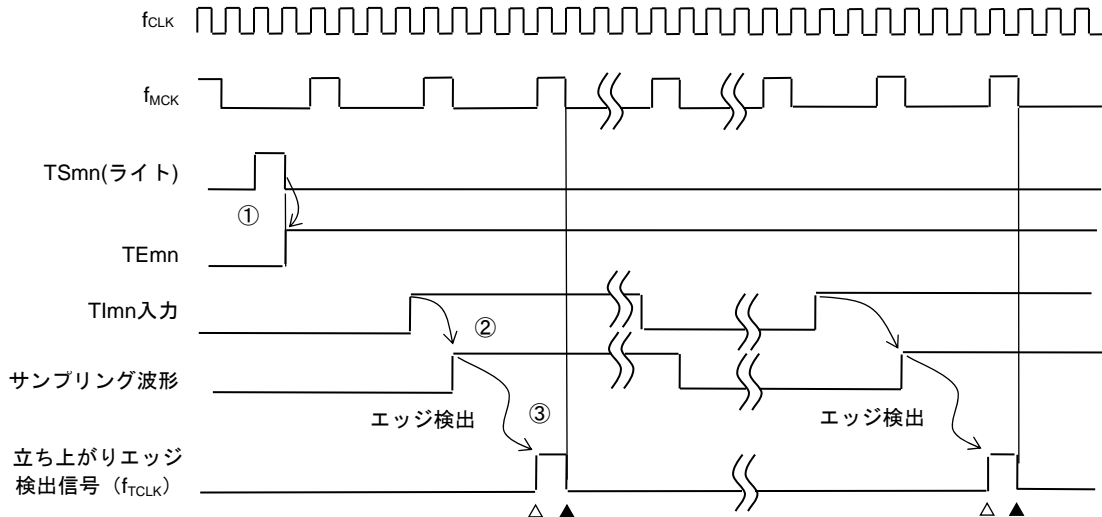 fCLK
fMCK
TSmn(ライト)
①
TEmn
TImn入力
②
サンプリング波形
エッジ検出
③
エッジ検出
立ち上がりエッジ
検出信号（fTCLK）
△ ▲ △ ▲